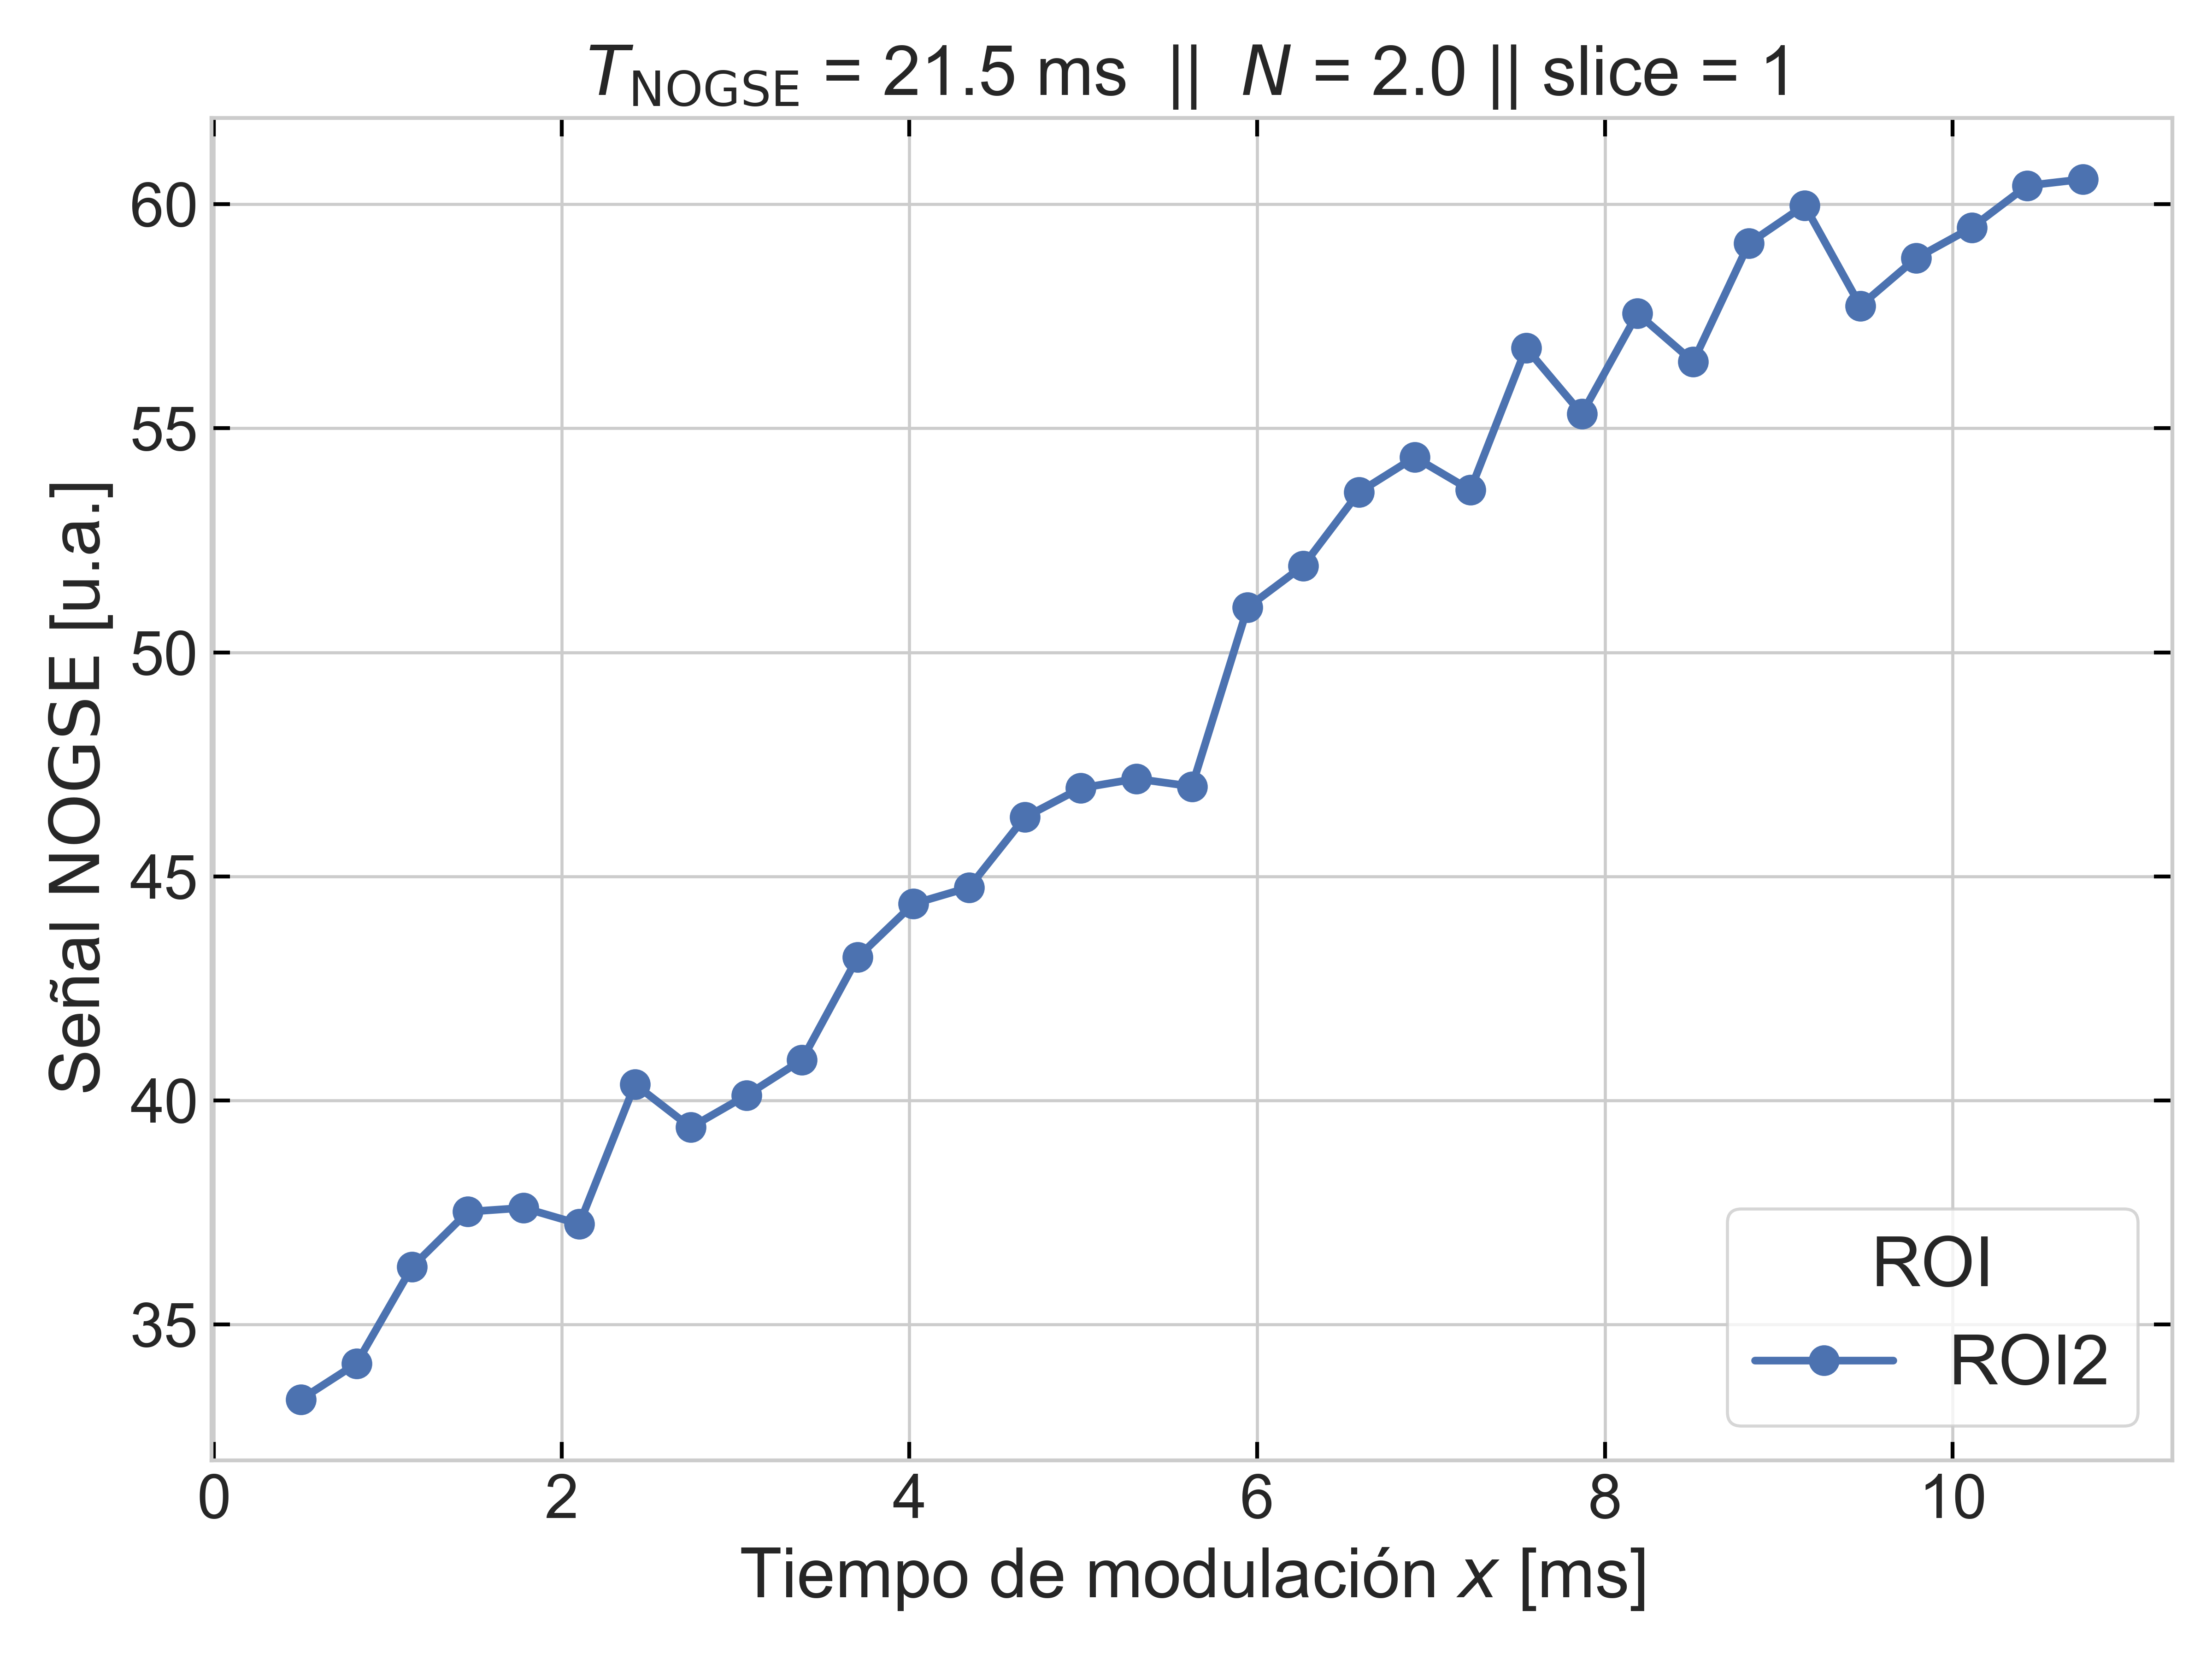 T_NOGSE = 21.5 ms || N = 2.0 || slice = 1
Señal NOGSE [u.a.]
60
55
50
45
40
35
0 2 4 6 8 10
Tiempo de modulación x [ms]
ROI
ROI2